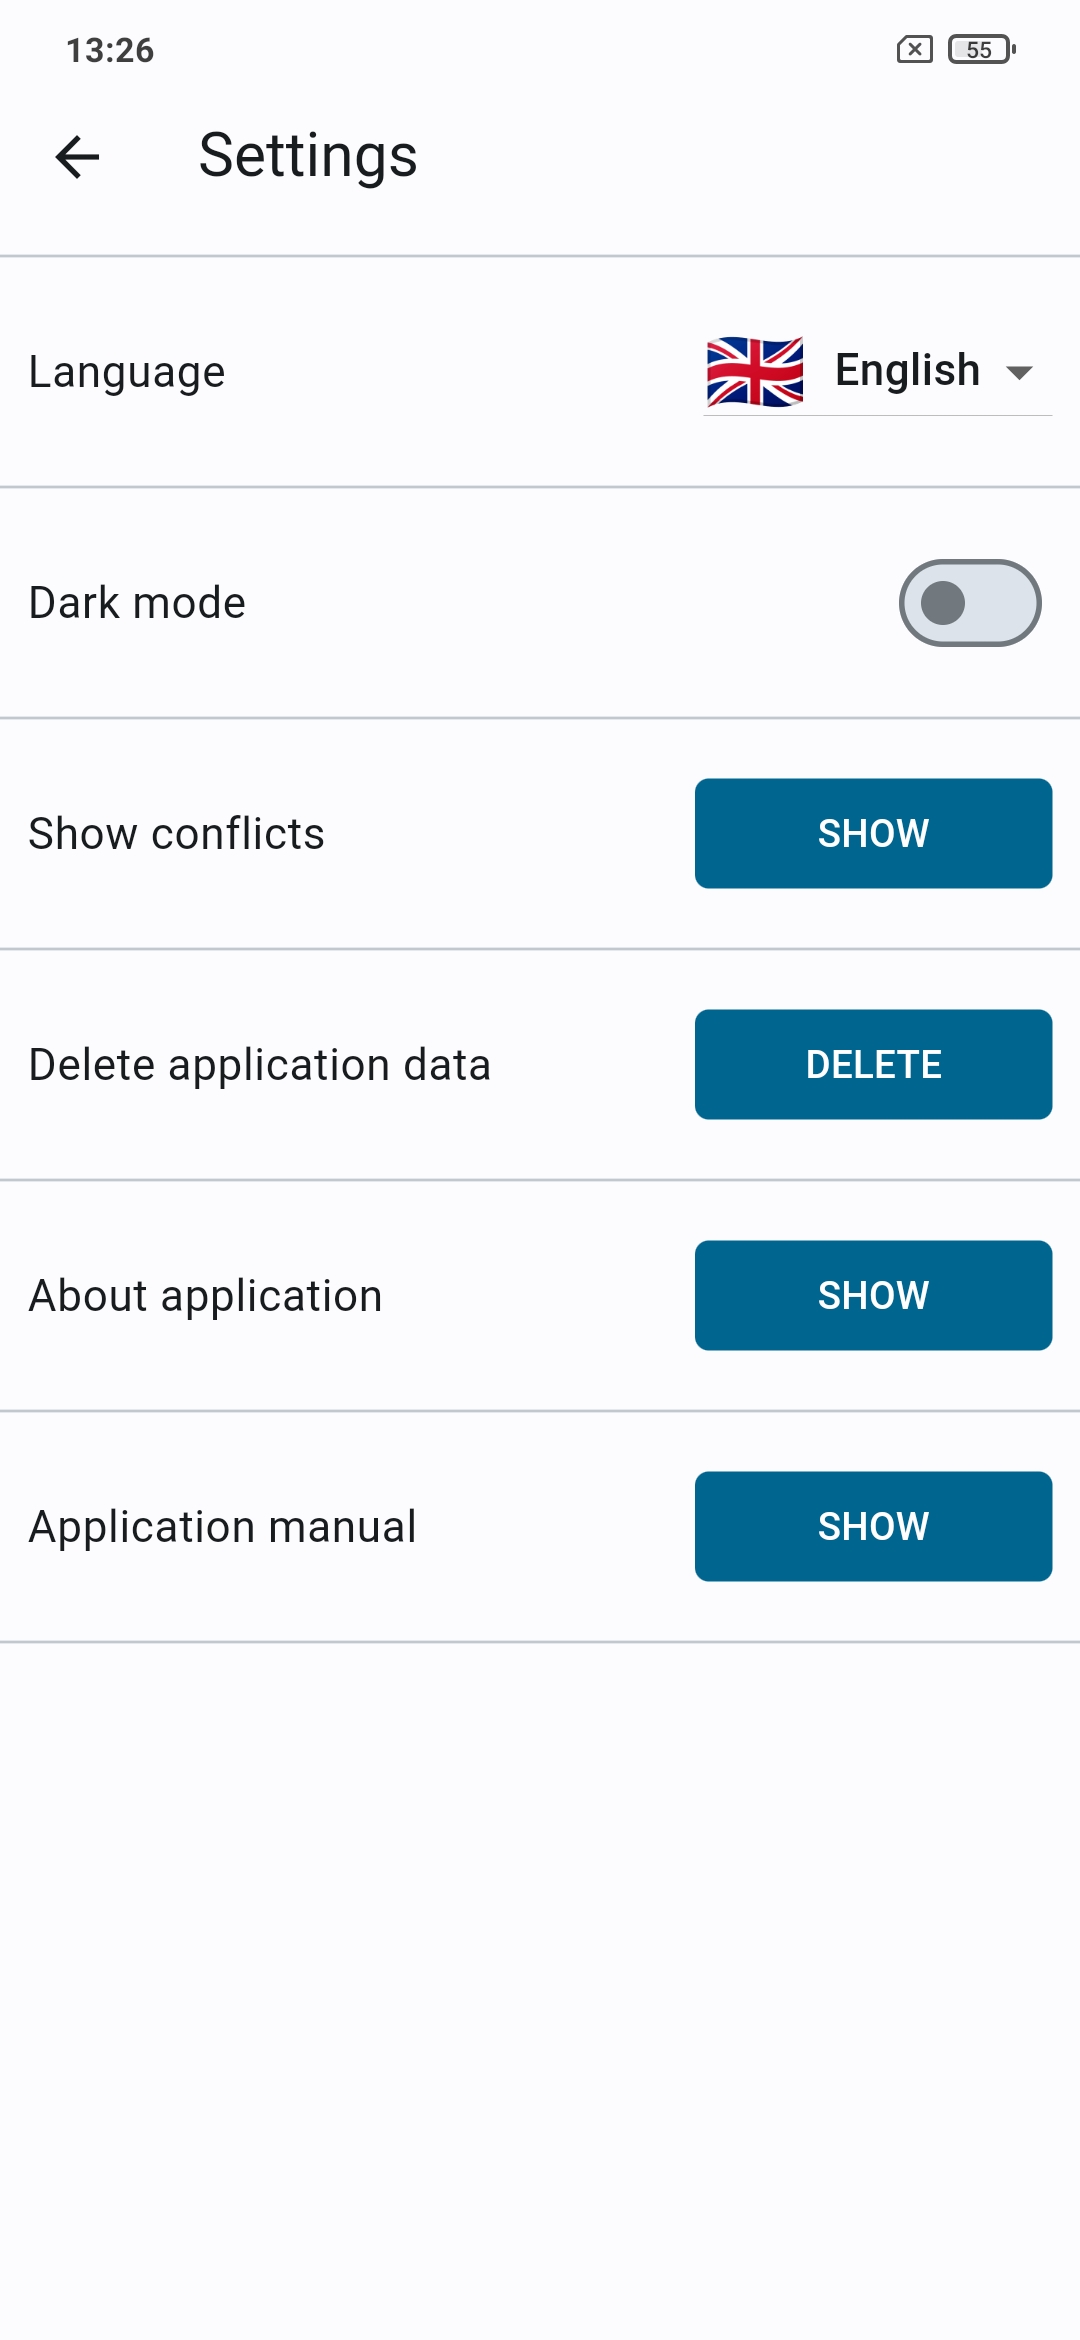 13:26
55
Settings
Language
English
Dark mode
Show conflicts
SHOW
Delete application data
DELETE
About application
SHOW
Application manual
SHOW